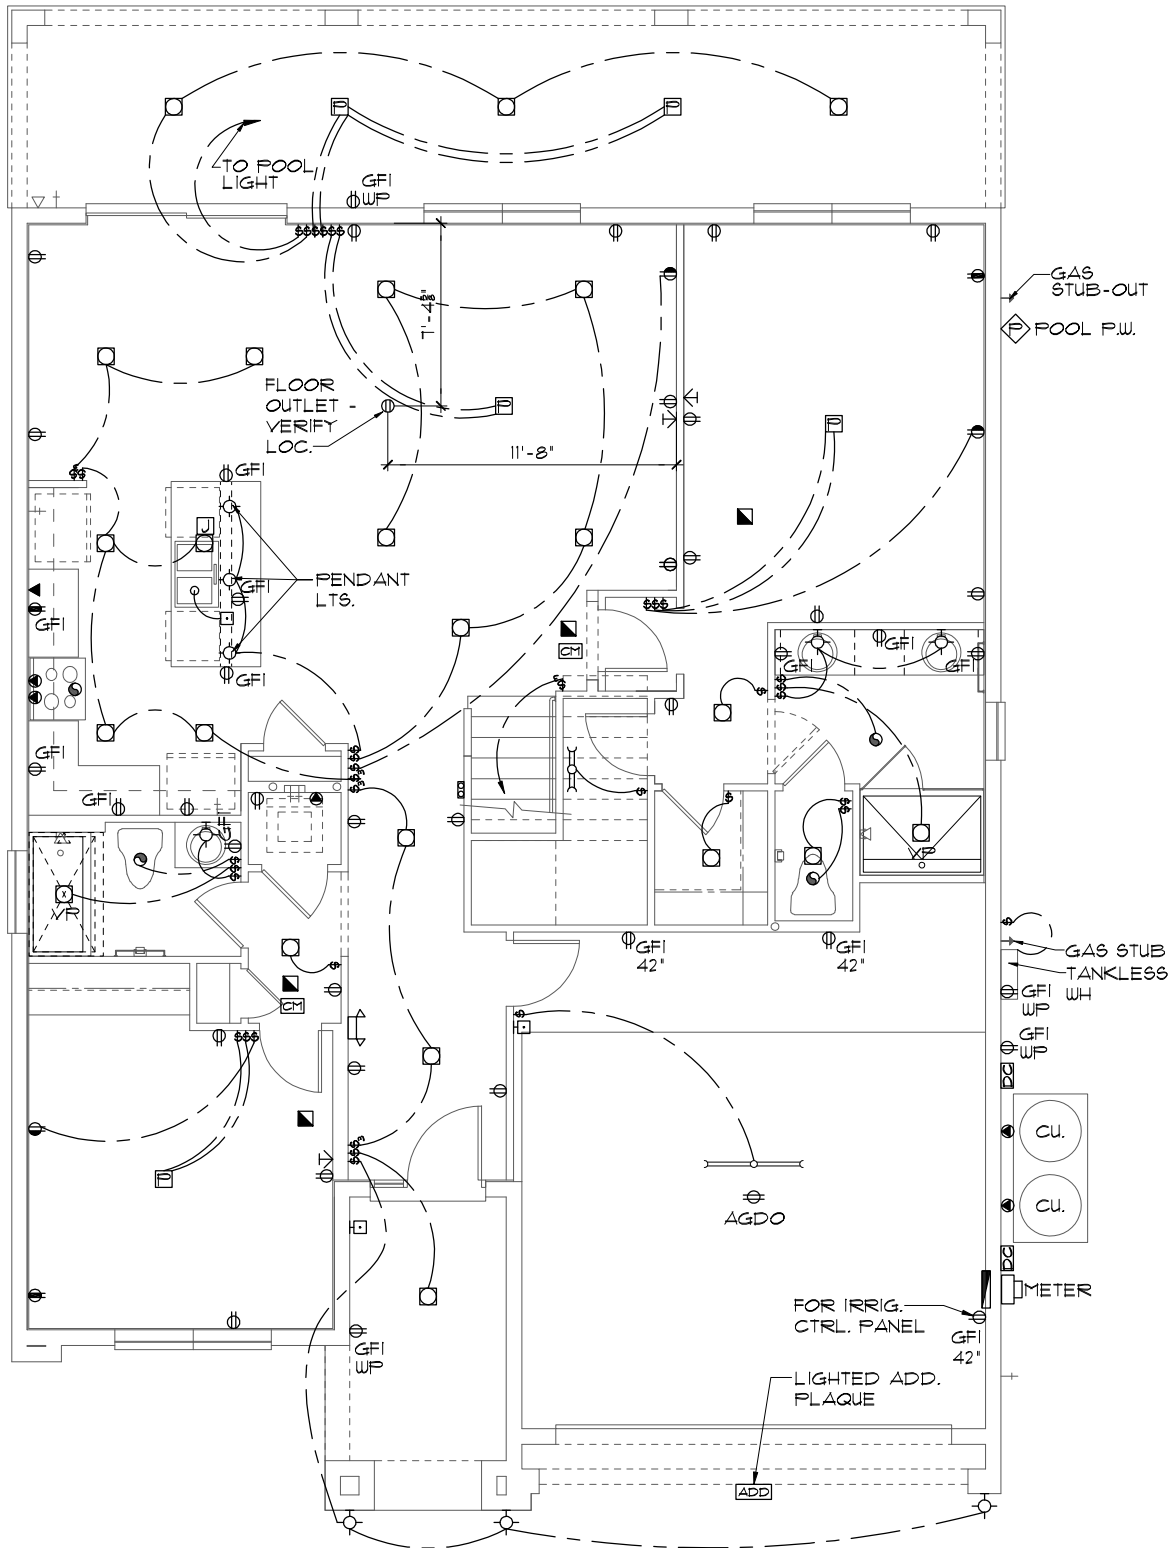 TO POOL
LIGHT
GFI
WP
GAS
STUB-OUT
P POOL P.W.
FLOOR
OUTLET -
VERIFY
LOC.
11'-8"
GFI
J
PENDANT
LTS.
GFI
GFI
GFI
GFI
GFI
GFI
GFI
CM
GFI
GFI
GFI
VP
VP
GFI
42"
GFI
42"
GAS STUB
TANKLESS
WH
GFI
WP
GFI
WP
CM
DC
CU.
CU.
DC
METER
AGDO
FOR IRRIG.
CTRL. PANEL
GFI
42"
GFI
WP
LIGHTED ADD.
PLAQUE
ADD